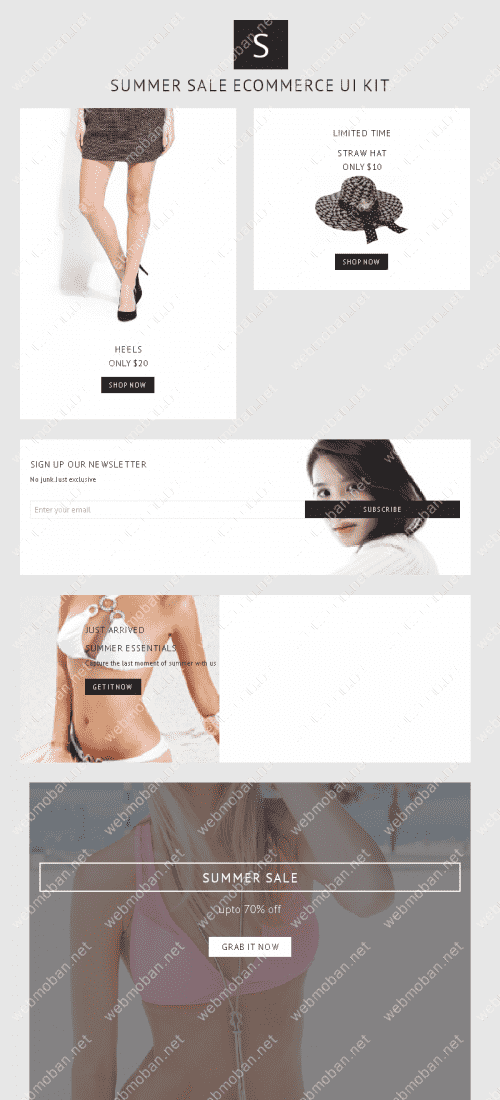 S
SUMMER SALE ECOMMERCE UI KIT
HEELS
ONLY $20
SHOP NOW
LIMITED TIME
STRAW HAT
ONLY $10
SHOP NOW
SIGN UP OUR NEWSLETTER
No junk.Just exclusive
Enter your email
SUBSCRIBE
JUST ARRIVED
SUMMER ESSENTIALS
Capture the last moment of summer with us
GET IT NOW
SUMMER SALE
upto 70% off
GRAB IT NOW
webmoban.net